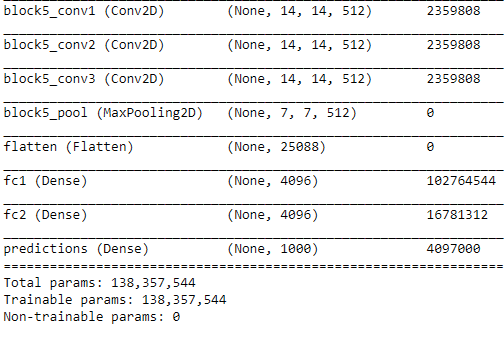 block5_conv1 (Conv2D) (None, 14, 14, 512) 2359808
block5_conv2 (Conv2D) (None, 14, 14, 512) 2359808
block5_conv3 (Conv2D) (None, 14, 14, 512) 2359808
block5_pool (MaxPooling2D) (None, 7, 7, 512) 0
flatten (Flatten) (None, 25088) 0
fc1 (Dense) (None, 4096) 102764544
fc2 (Dense) (None, 4096) 16781312
predictions (Dense) (None, 1000) 4097000
Total params: 138,357,544
Trainable params: 138,357,544
Non-trainable params: 0